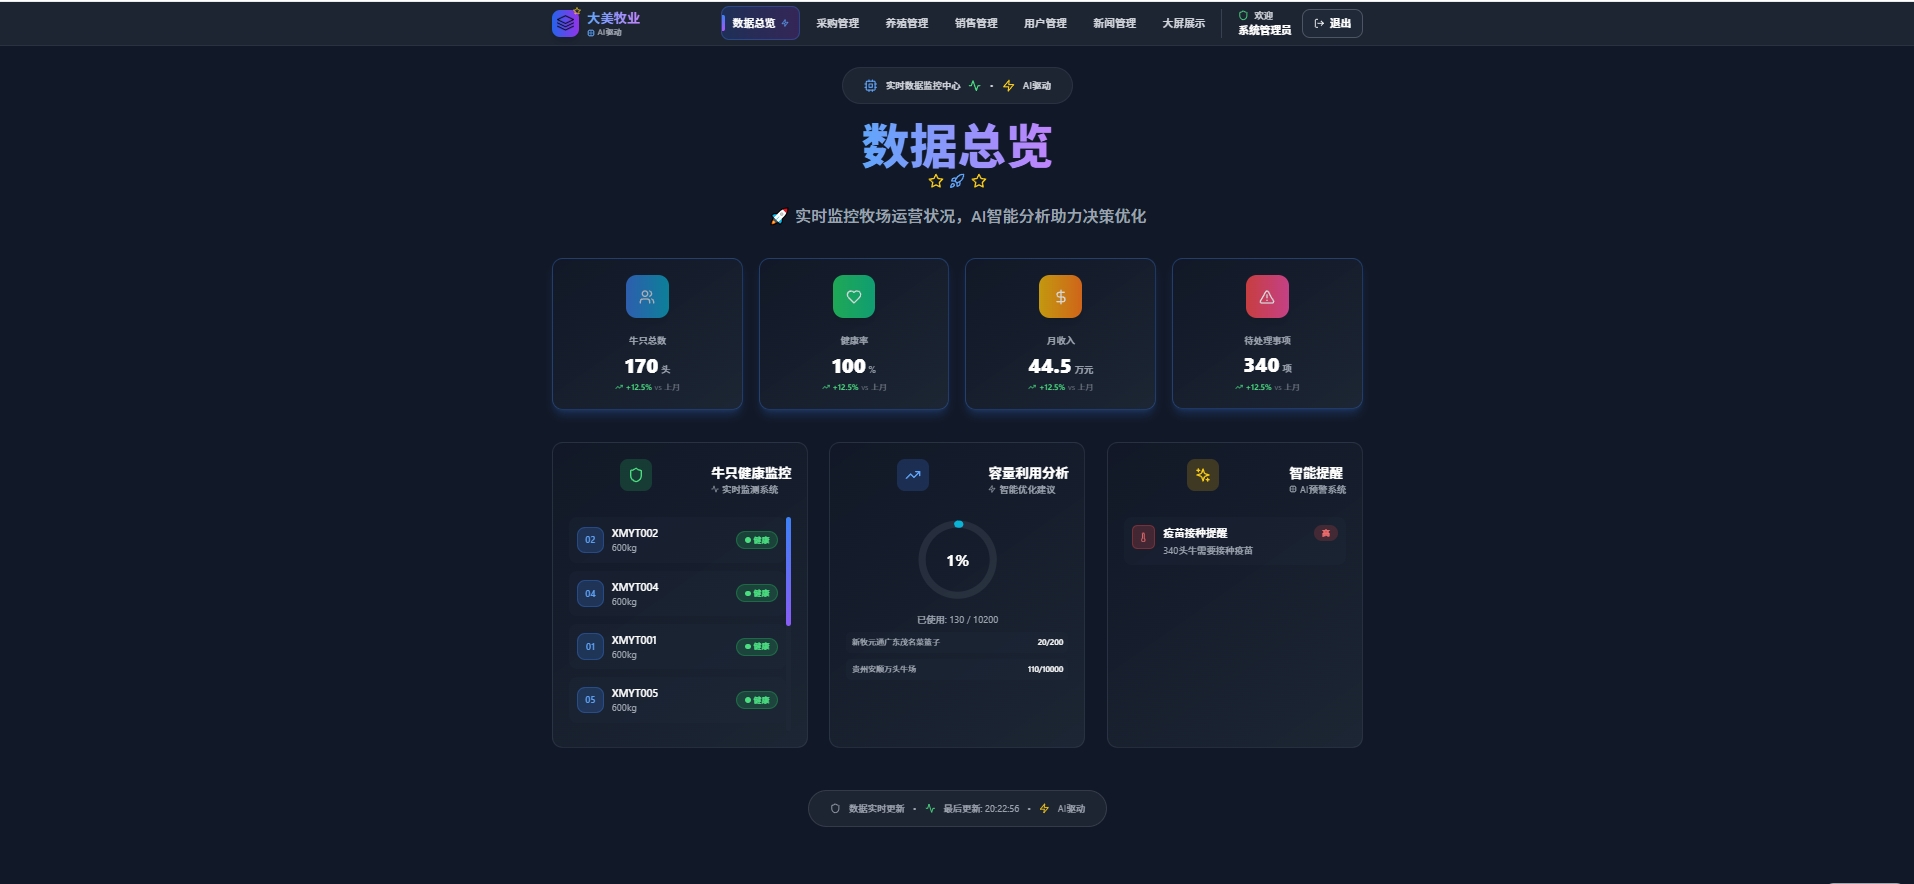 大美牧业
AI驱动
数据总览
采购管理
养殖管理
销售管理
用户管理
新闻管理
大屏展示
欢迎
系统管理员
退出
实时数据监控中心 • AI驱动
数据总览
🚀 实时监控牧场运营状况，AI智能分析助力决策优化
牛只总数
170 头
+12.5% vs 上月
健康率
100 %
+12.5% vs 上月
月收入
44.5 万元
+12.5% vs 上月
待处理事项
340 项
+12.5% vs 上月
牛只健康监控
实时监测系统
02
XMYT002
600kg
健康
04
XMYT004
600kg
健康
01
XMYT001
600kg
健康
05
XMYT005
600kg
健康
容量利用分析
智能优化建议
1%
已使用: 130 / 10200
新牧元通广东茂名菜篮子 20/200
贵州安顺万头牛场 110/10000
智能提醒
AI预警系统
疫苗接种提醒
高
340头牛需要接种疫苗
数据实时更新 • 最后更新: 20:22:56 • AI驱动